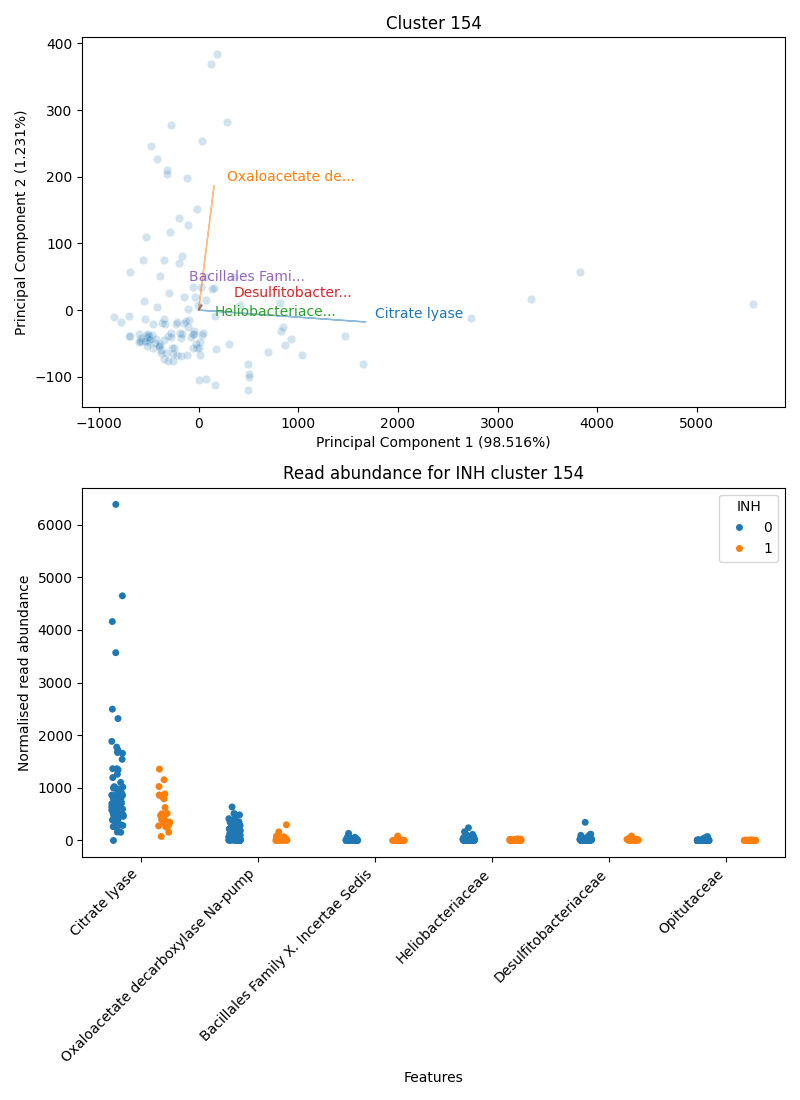 Cluster 154
400
300
200
100
0
−100
Principal Component 2 (1.231%)
Oxaloacetate de...
Bacillales Fami...
Desulfitobacter...
Heliobacteriace...
Citrate lyase
−1000
0
1000
2000
3000
4000
5000
Principal Component 1 (98.516%)
Read abundance for INH cluster 154
6000
5000
4000
3000
2000
1000
0
Normalised read abundance
INH
0
1
Citrate lyase
Oxaloacetate decarboxylase Na-pump
Bacillales Family X. Incertae Sedis
Heliobacteriaceae
Desulfitobacteriaceae
Opitutaceae
Features